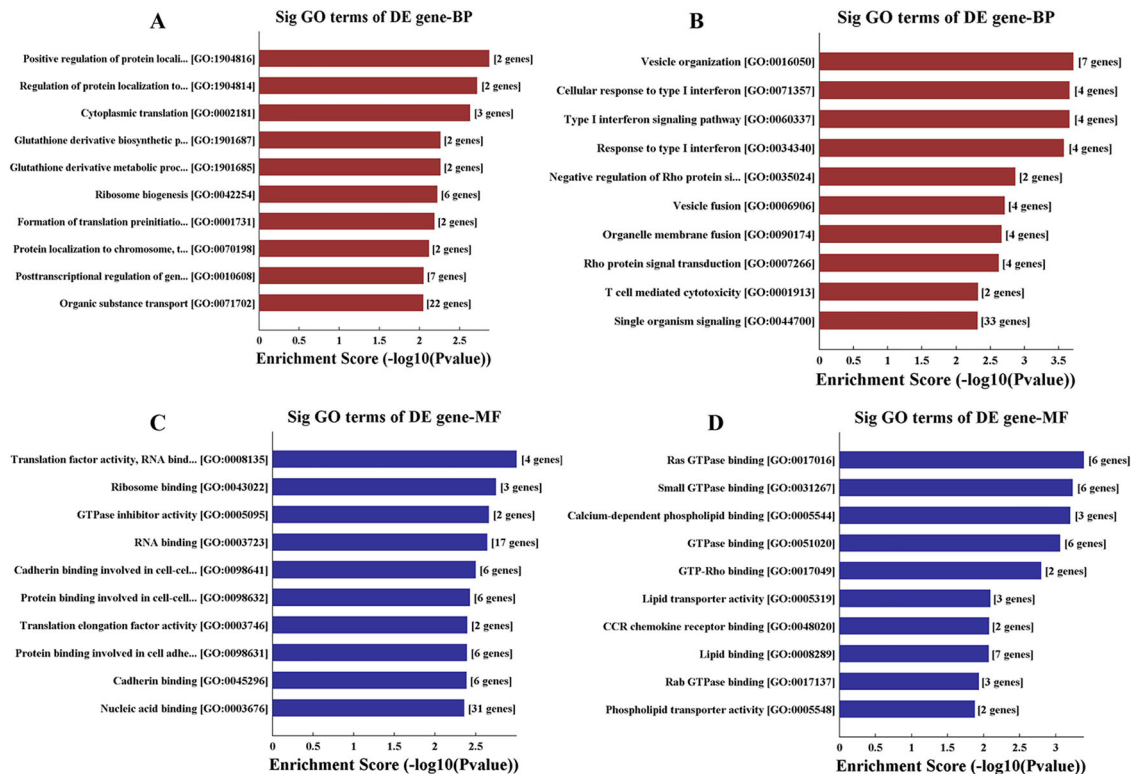 A
Sig GO terms of DE gene-BP
Positive regulation of protein locali... [GO:1904816] [2 genes]
Regulation of protein localization to... [GO:1904814] [2 genes]
Cytoplasmic translation [GO:0002181] [3 genes]
Glutathione derivative biosynthetic p... [GO:1901687] [2 genes]
Glutathione derivative metabolic proc... [GO:1901685] [2 genes]
Ribosome biogenesis [GO:0042254] [6 genes]
Formation of translation preinitiatio... [GO:0001731] [2 genes]
Protein localization to chromosome, t... [GO:0070198] [2 genes]
Posttranscriptional regulation of gen... [GO:0010608] [7 genes]
Organic substance transport [GO:0071702] [22 genes]
0 0.5 1 1.5 2 2.5
Enrichment Score (-log10(Pvalue))
B
Sig GO terms of DE gene-BP
Vesicle organization [GO:0016050] [7 genes]
Cellular response to type I interferon [GO:0071357] [4 genes]
Type I interferon signaling pathway [GO:0060337] [4 genes]
Response to type I interferon [GO:0034340] [4 genes]
Negative regulation of Rho protein si... [GO:0035024] [2 genes]
Vesicle fusion [GO:0006906] [4 genes]
Organelle membrane fusion [GO:0090174] [4 genes]
Rho protein signal transduction [GO:0007266] [4 genes]
T cell mediated cytotoxicity [GO:0001913] [2 genes]
Single organism signaling [GO:0044700] [33 genes]
0 0.5 1 1.5 2 2.5 3 3.5
Enrichment Score (-log10(Pvalue))
C
Sig GO terms of DE gene-MF
Translation factor activity, RNA bind... [GO:0008135] [4 genes]
Ribosome binding [GO:0043022] [3 genes]
GTPase inhibitor activity [GO:0005095] [2 genes]
RNA binding [GO:0003723] [17 genes]
Cadherin binding involved in cell-cel... [GO:0098641] [6 genes]
Protein binding involved in cell-cell... [GO:0098632] [6 genes]
Translation elongation factor activity [GO:0003746] [2 genes]
Protein binding involved in cell adhe... [GO:0098631] [6 genes]
Cadherin binding [GO:0045296] [6 genes]
Nucleic acid binding [GO:0003676] [31 genes]
0 0.5 1 1.5 2 2.5
Enrichment Score (-log10(Pvalue))
D
Sig GO terms of DE gene-MF
Ras GTPase binding [GO:0017016] [6 genes]
Small GTPase binding [GO:0031267] [6 genes]
Calcium-dependent phospholipid binding [GO:0005544] [3 genes]
GTPase binding [GO:0051020] [6 genes]
GTP-Rho binding [GO:0017049] [2 genes]
Lipid transporter activity [GO:0005319] [3 genes]
CCR chemokine receptor binding [GO:0048020] [2 genes]
Lipid binding [GO:0008289] [7 genes]
Rab GTPase binding [GO:0017137] [3 genes]
Phospholipid transporter activity [GO:0005548] [2 genes]
0 0.5 1 1.5 2 2.5 3
Enrichment Score (-log10(Pvalue))